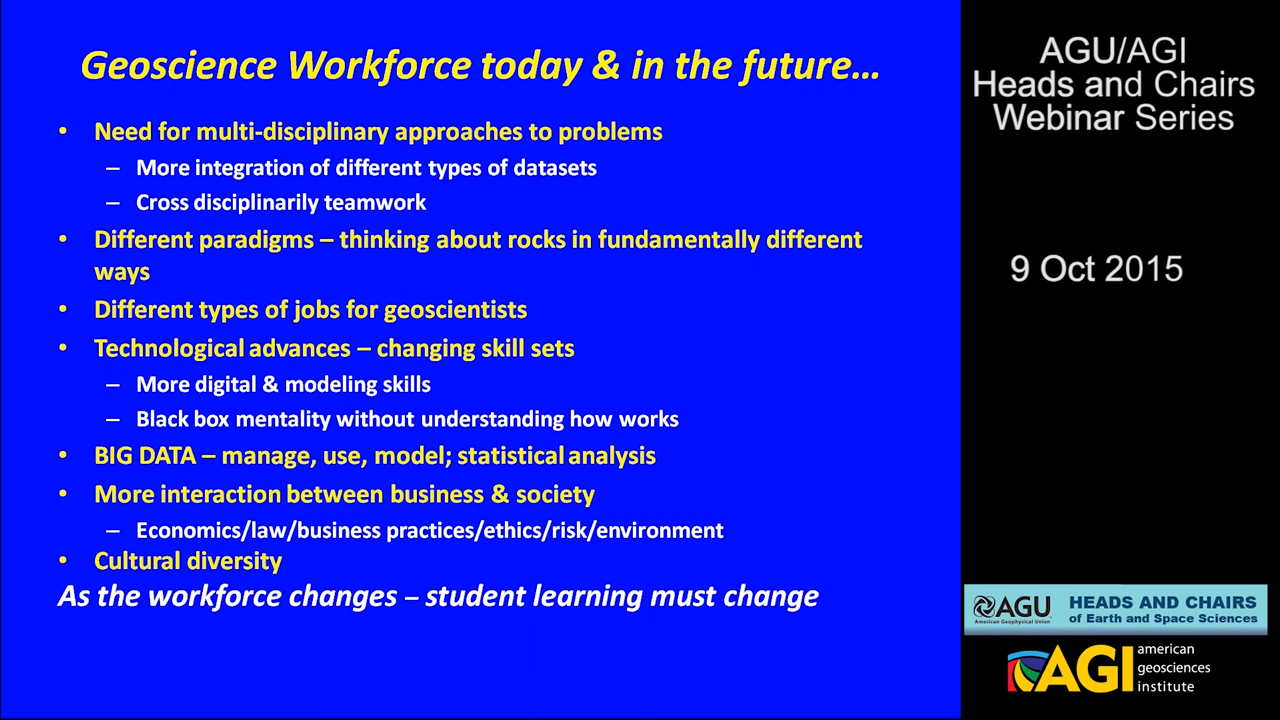 Geoscience Workforce today & in the future…
• Need for multi-disciplinary approaches to problems
– More integration of different types of datasets
– Cross disciplinarily teamwork
• Different paradigms – thinking about rocks in fundamentally different
ways
• Different types of jobs for geoscientists
• Technological advances – changing skill sets
– More digital & modeling skills
– Black box mentality without understanding how works
• BIG DATA – manage, use, model; statistical analysis
• More interaction between business & society
– Economics/law/business practices/ethics/risk/environment
• Cultural diversity
As the workforce changes – student learning must change
AGU/AGI
Heads and Chairs
Webinar Series
9 Oct 2015
AGU
American Geophysical Union
HEADS AND CHAIRS
of Earth and Space Sciences
AGI
american
geosciences
institute